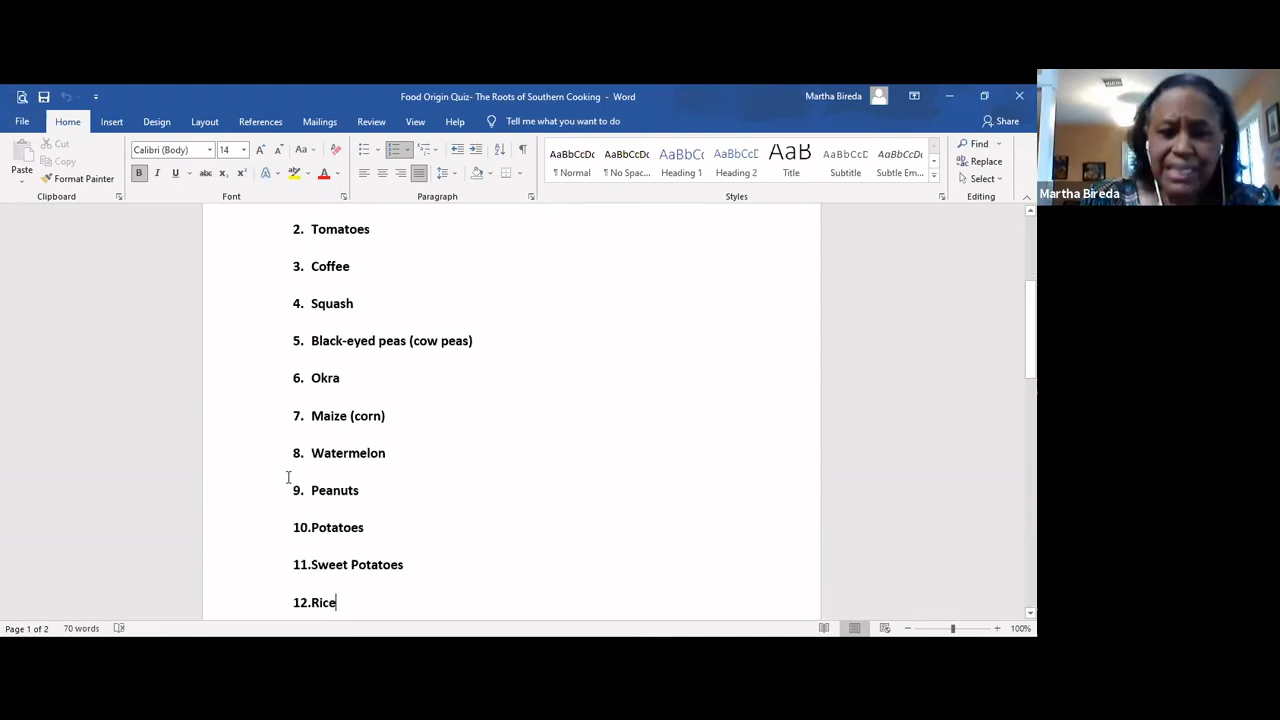 Food Origin Quiz- The Roots of Southern Cooking - Word
Martha Bireda
File Home Insert Design Layout References Mailings Review View Help Tell me what you want to do Share
Paste
Cut
Copy
Format Painter
Clipboard
Calibri (Body) 14
Font
Paragraph
AaBbCcDc AaBbCcDc AaBbCc AaBbCcD AaB AaBbCcD AaBbCcDc
¶ Normal ¶ No Spac... Heading 1 Heading 2 Title Subtitle Subtle Em...
Styles
Find
Replace
Select
Editing
Martha Bireda
2. Tomatoes
3. Coffee
4. Squash
5. Black-eyed peas (cow peas)
6. Okra
7. Maize (corn)
8. Watermelon
9. Peanuts
10.Potatoes
11.Sweet Potatoes
12.Rice
Page 1 of 2 70 words 100%